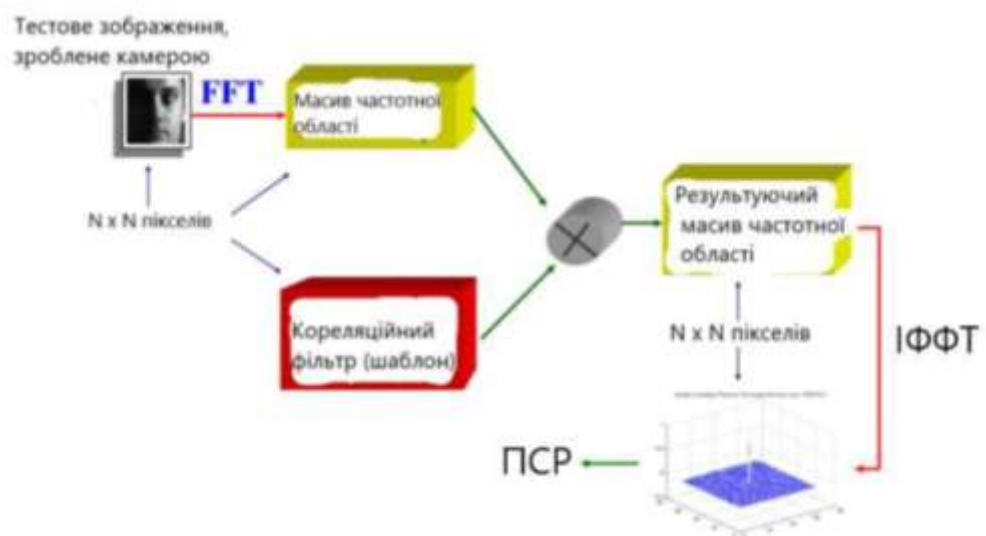 Тестове зображення,
зроблене камерою
FFT
Масив частотної
області
N x N пікселів
Кореляційний
фільтр (шаблон)
Результуючий
масив частотної
області
N x N пікселів
ІФФТ
ПСР